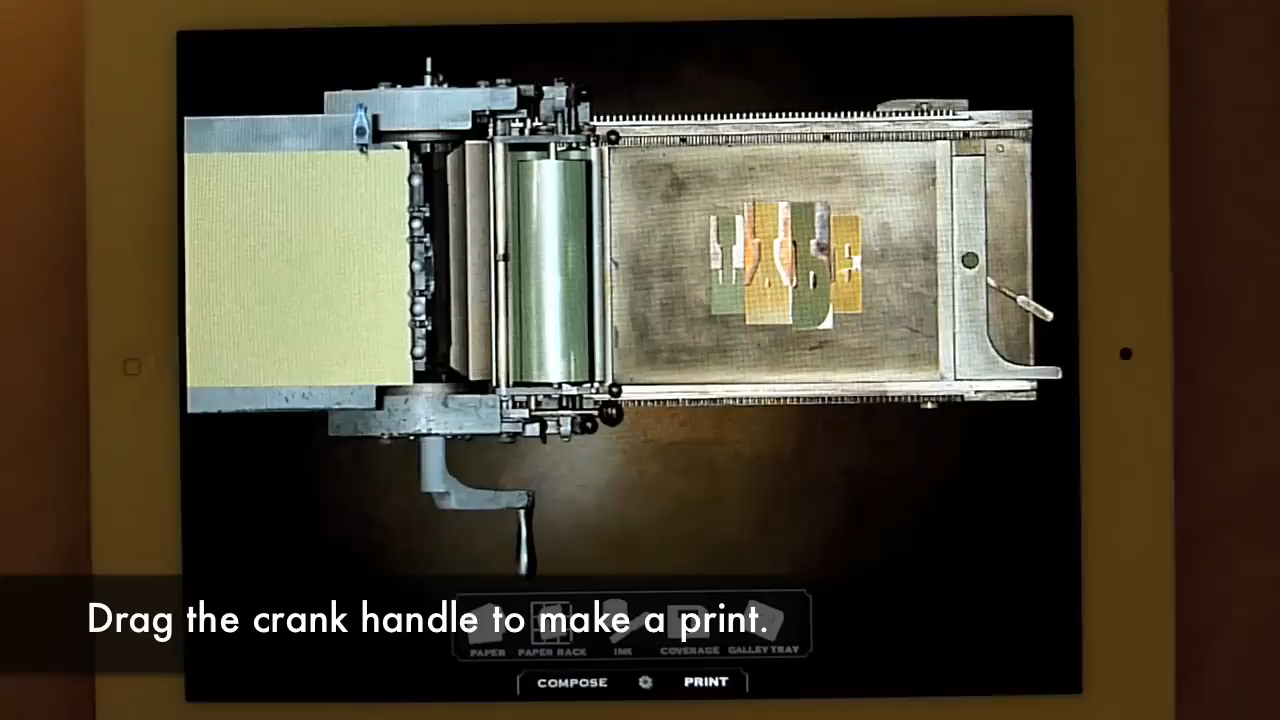 Drag the crank handle to make a print.
PAPER PAPER RACK INK COVERAGE GALLEY TRAY
COMPOSE PRINT